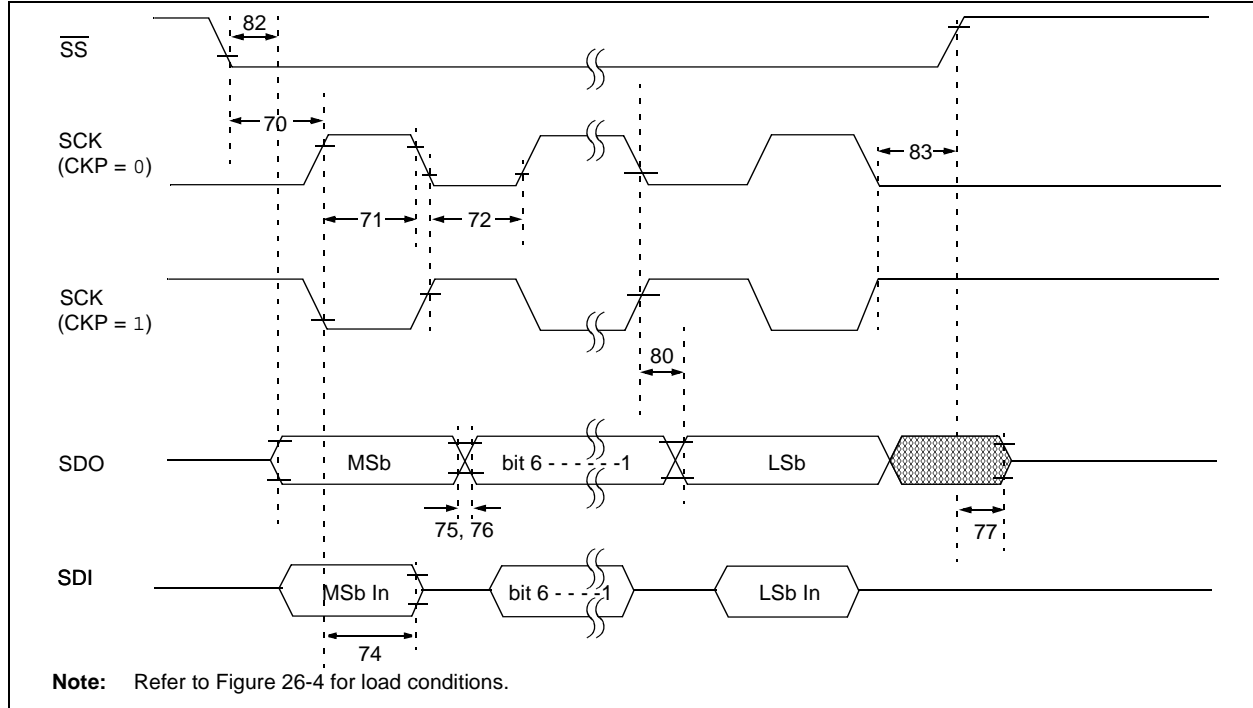 82
SS
70
SCK
(CKP = 0)
83
71
72
SCK
(CKP = 1)
80
SDO
MSb
bit 6 - - - - - -1
LSb
75, 76
77
SDI
MSb In
bit 6 - - - -1
LSb In
74
Note: Refer to Figure 26-4 for load conditions.